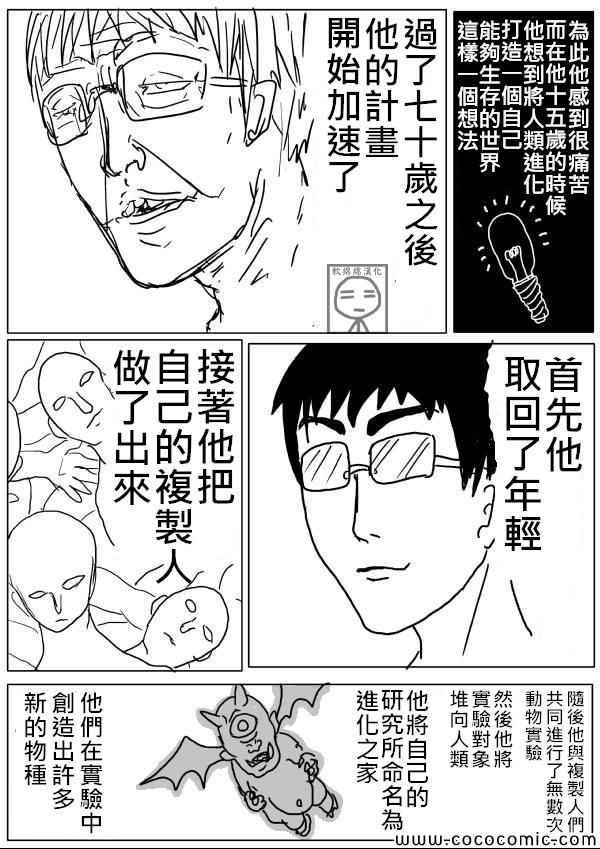 為此他感到很痛苦
而在他十五歲的時候
他想到將人類進化
打造一個自己
能夠生存的世界
這樣一個想法
過了七十歲之後
他的計畫
開始加速了
軟綿綿漢化
首先他
取回了年輕
接著他把
自己的複製人
做了出來
隨後他與複製人們
共同進行了無數次
動物實驗
然後他將
實驗對象
堆向人類
他將自己的
研究所命名為
進化之家
他們在實驗中
創造出許多
新的物種
www.cococomic.com